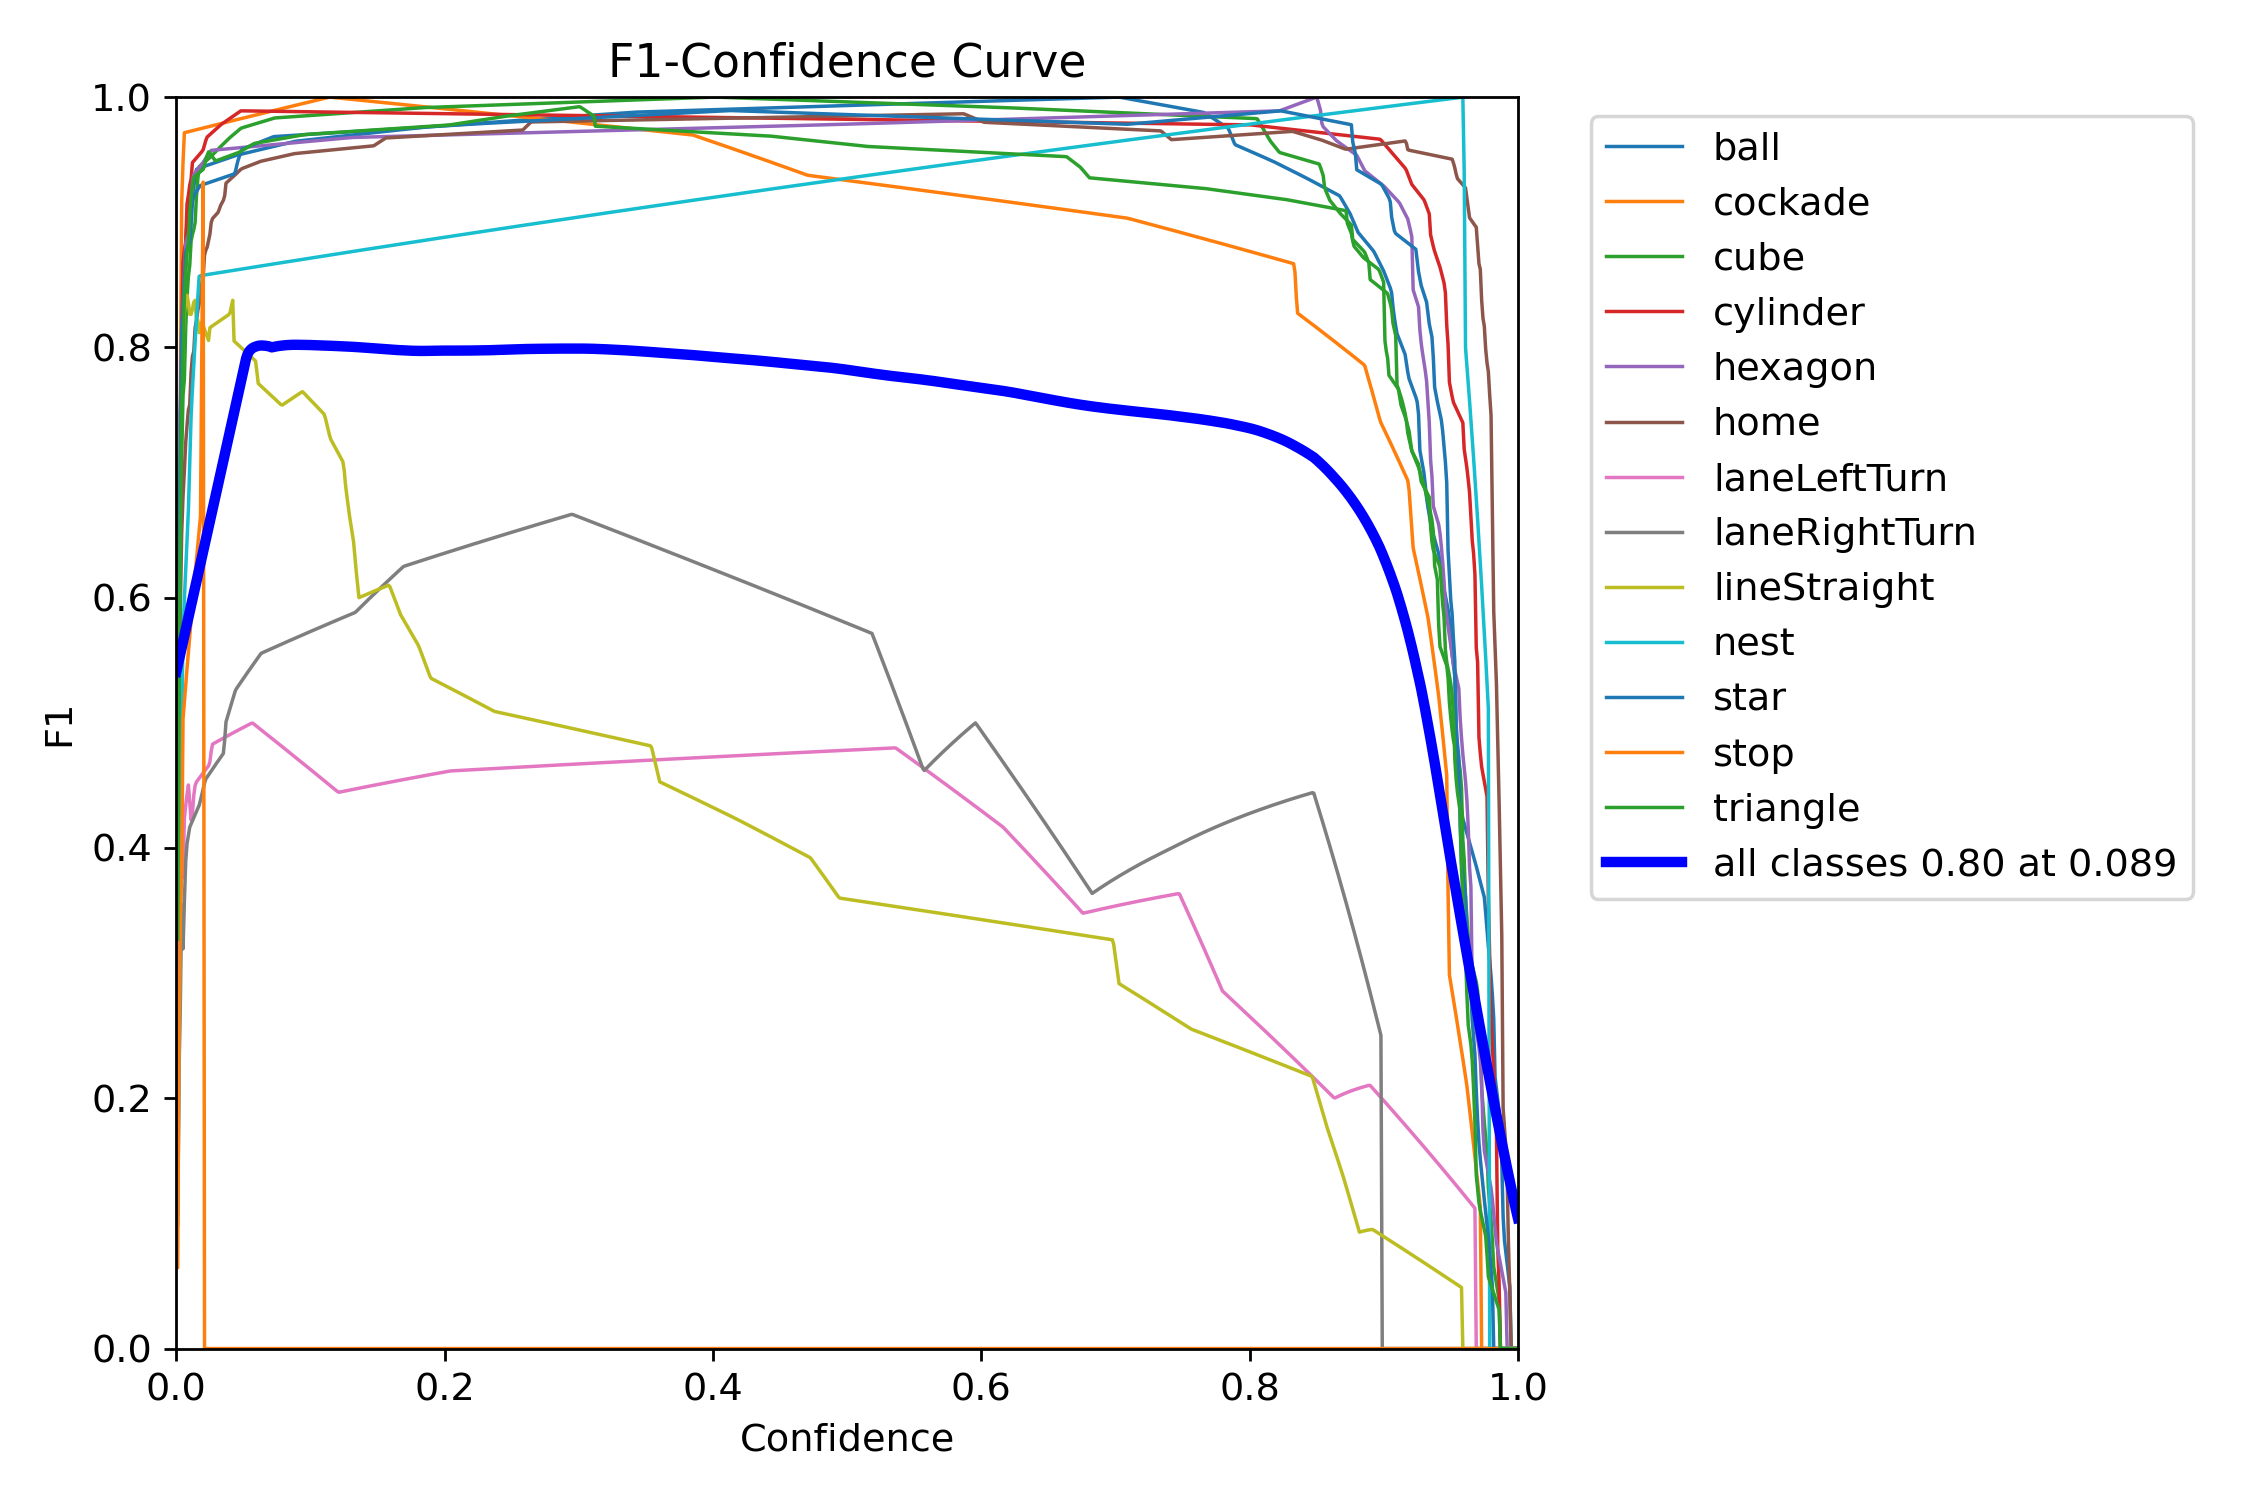 F1-Confidence Curve
1.0
0.8
0.6
0.4
0.2
0.0
F1
0.0 0.2 0.4 0.6 0.8 1.0
Confidence
ball
cockade
cube
cylinder
hexagon
home
laneLeftTurn
laneRightTurn
lineStraight
nest
star
stop
triangle
all classes 0.80 at 0.089